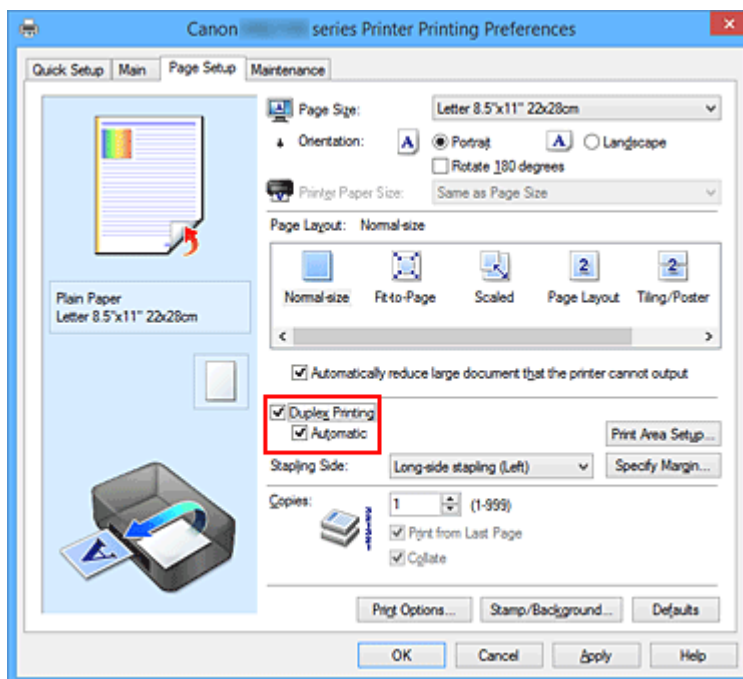 Canon series Printer Printing Preferences
Quick Setup Main Page Setup Maintenance
Page Size: Letter 8.5"x11" 22x28cm
Orientation: A Portrait A Landscape
Rotate 180 degrees
Printer Paper Size: Same as Page Size
Page Layout: Normal-size
2 2
Normal-size Fit-to-Page Scaled Page Layout Tiling/Poster
Plain Paper
Letter 8.5"x11" 22x28cm
Automatically reduce large document that the printer cannot output
Duplex Printing
Automatic
Print Area Setup...
Stapling Side: Long-side stapling (Left) Specify Margin...
Copies: 1 (1-999)
Print from Last Page
Collate
A
Print Options... Stamp/Background... Defaults
OK Cancel Apply Help